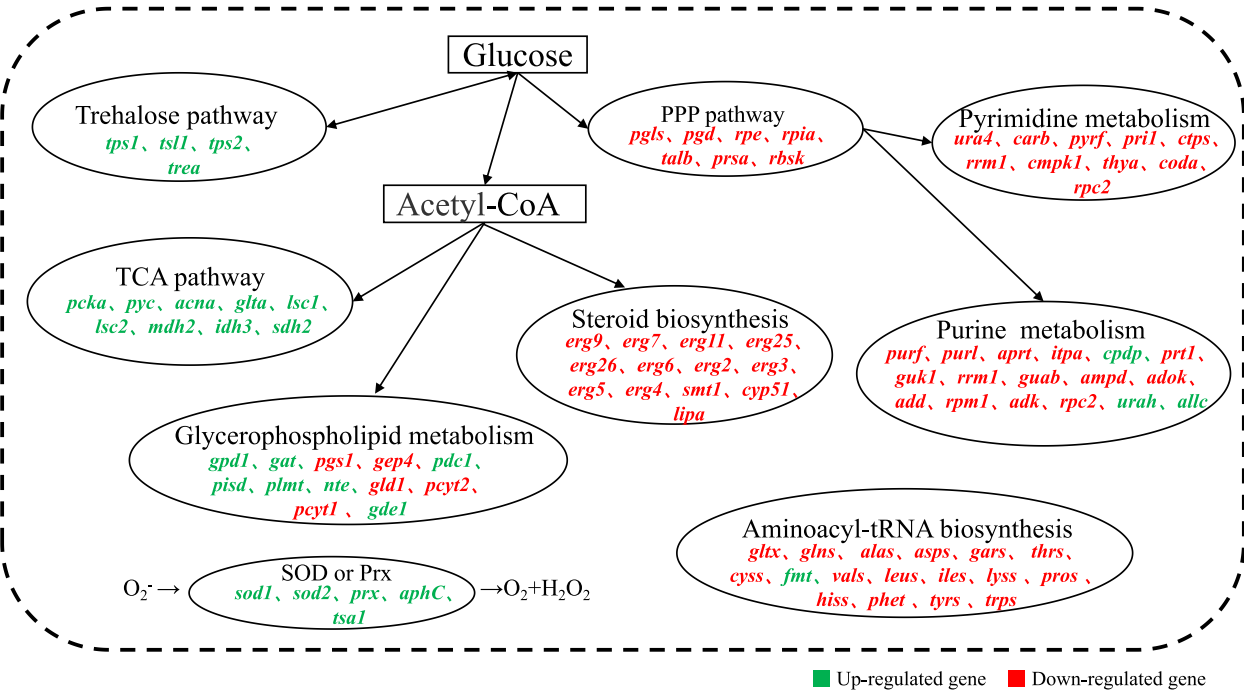 Glucose
Trehalose pathway
tps1、tsl1、tps2、
trea
PPP pathway
pgls、pgd、rpe、rpia、
talb、prsa、rbsk
Pyrimidine metabolism
ura4、carb、pyrf、pri1、ctps、
rrm1、cmpk1、thya、coda、
rpc2
Acetyl-CoA
TCA pathway
pcka、pyc、acna、glta、lsc1、
lsc2、mdh2、idh3、sdh2
Steroid biosynthesis
erg9、erg7、erg11、erg25、
erg26、erg6、erg2、erg3、
erg5、erg4、smt1、cyp51、
lipa
Purine metabolism
purf、purl、aprt、itpa、cpdp、prt1、
guk1、rrm1、guab、ampd、adok、
add、rpm1、adk、rpc2、urah、allc
Glycerophospholipid metabolism
gpd1、gat、pgs1、gep4、pdc1、
pisd、plmt、nte、gld1、pcyt2、
pcyt1、gde1
Aminoacyl-tRNA biosynthesis
gltx、glns、alas、asps、gars、thrs、
cyss、fmt、vals、leus、iles、lyss、pros、
hiss、phet、tyrs、trps
SOD or Prx
O₂⁻ → sod1、sod2、prx、aphC、 →O₂+H₂O₂
tsa1
Up-regulated gene Down-regulated gene